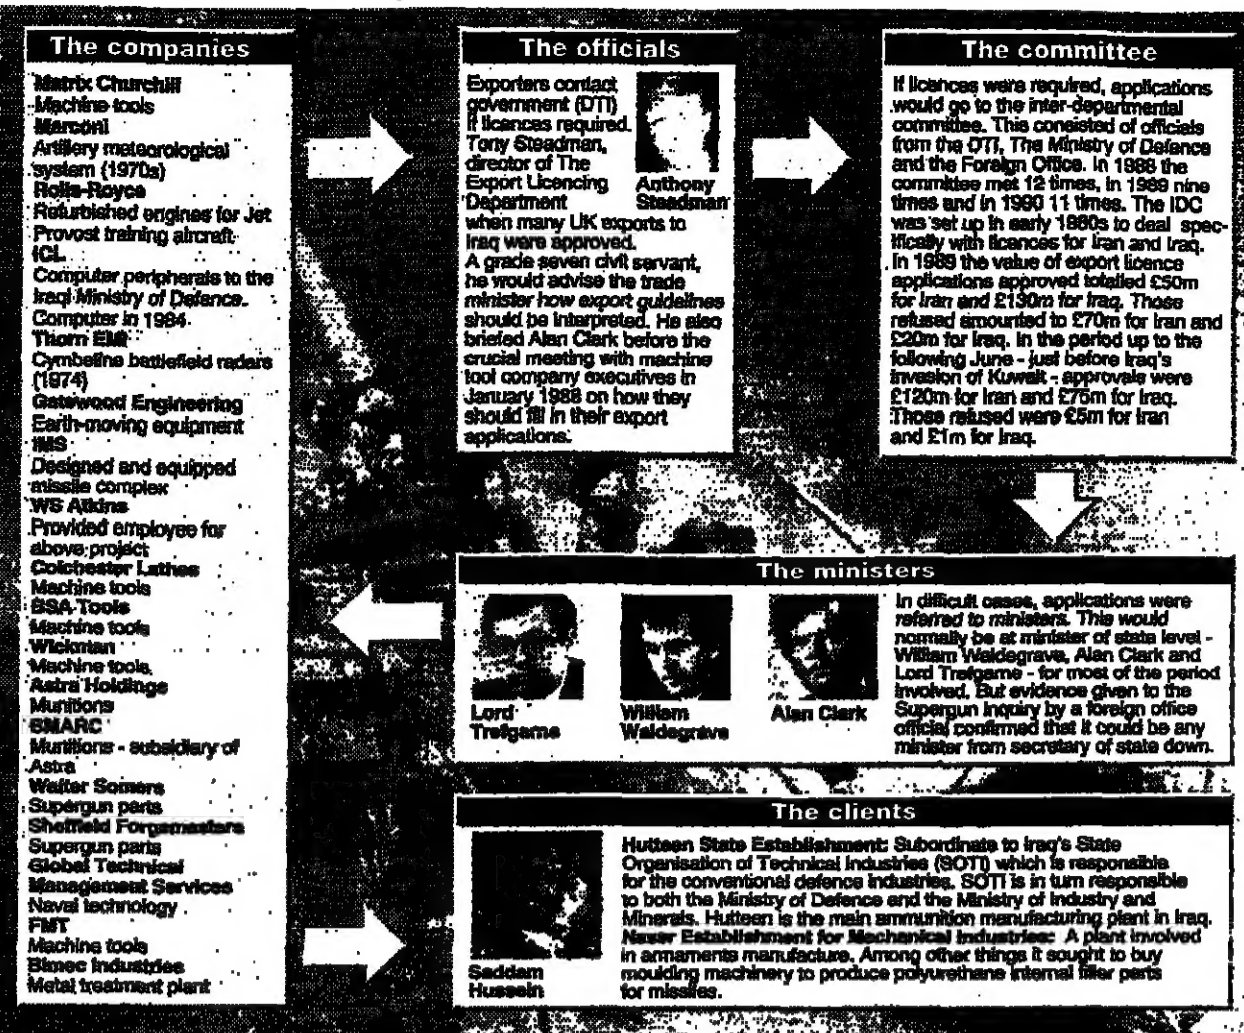 The companies
Matrix Churchill
Machine tools
Marconi
Artillery meteorological
system (1970s)
Rolls-Royce
Refurbished engines for Jet
Provost training aircraft
ICL
Computer peripherals to the
Iraqi Ministry of Defence.
Computer in 1984
Thorn EMI
Cymbeline battlefield radars
(1974)
Gatewood Engineering
Earth-moving equipment
IMS
Designed and equipped
missile complex
WS Atkins
Provided employee for
above project
Colchester Lathes
Machine tools
BSA Tools
Machine tools
Wickman
Machine tools.
Astra Holdings
Munitions
BMARC
Munitions - subsidiary of
Astra
Walter Somers
Supergun parts
Sheffield Forgemasters
Supergun parts
Global Technical
Management Services
Naval technology
FMT
Machine tools
Bimec Industries
Metal treatment plant
The officials
Exporters contact
government (DTI)
if licences required.
Tony Steadman,
director of The
Export Licencing
Department
when many UK exports to
Iraq were approved.
A grade seven civil servant,
he would advise the trade
minister how export guidelines
should be interpreted. He also
briefed Alan Clark before the
crucial meeting with machine
tool company executives in
January 1988 on how they
should fill in their export
applications.
Anthony
Steadman
The committee
If licences were required, applications
would go to the inter-departmental
committee. This consisted of officials
from the DTI, The Ministry of Defence
and the Foreign Office. In 1988 the
committee met 12 times, in 1989 nine
times and in 1990 11 times. The IDC
was set up in early 1980s to deal spec-
ifically with licences for Iran and Iraq.
In 1989 the value of export licence
applications approved totalled £50m
for Iran and £130m for Iraq. Those
refused amounted to £70m for Iran and
£20m for Iraq. In the period up to the
following June - just before Iraq's
invasion of Kuwait - approvals were
£120m for Iran and £75m for Iraq.
Those refused were £5m for Iran
and £1m for Iraq.
The ministers
Lord
Trefgarne
William
Waldegrave
Alan Clark
In difficult cases, applications were
referred to ministers. This would
normally be at minister of state level -
William Waldegrave, Alan Clark and
Lord Trefgarne - for most of the period
involved. But evidence given to the
Supergun Inquiry by a foreign office
official confirmed that it could be any
minister from secretary of state down.
The clients
Saddam
Hussein
Hutteen State Establishment: Subordinate to Iraq's State
Organisation of Technical Industries (SOTI) which is responsible
for the conventional defence industries. SOTI is in turn responsible
to both the Ministry of Defence and the Ministry of Industry and
Minerals. Hutteen is the main ammunition manufacturing plant in Iraq.
Nasser Establishment for Mechanical Industries: A plant involved
in armaments manufacture. Among other things it sought to buy
moulding machinery to produce polyurethane internal filler parts
for missiles.